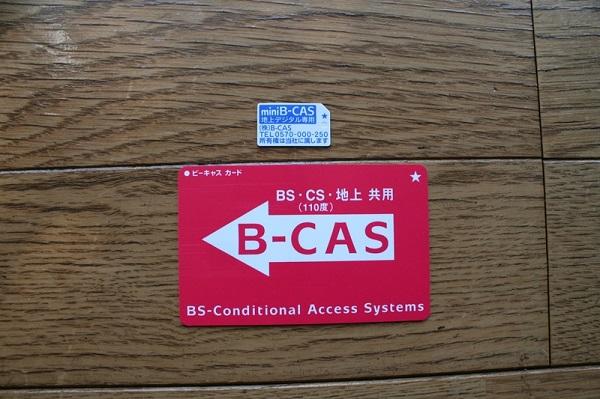 miniB-CAS
地上デジタル専用
(株)B-CAS
TEL0570-000-250
所有権は当社に属します
ビーキャス カード
BS・CS・地上 共用
(110度)
B-CAS
BS-Conditional Access Systems